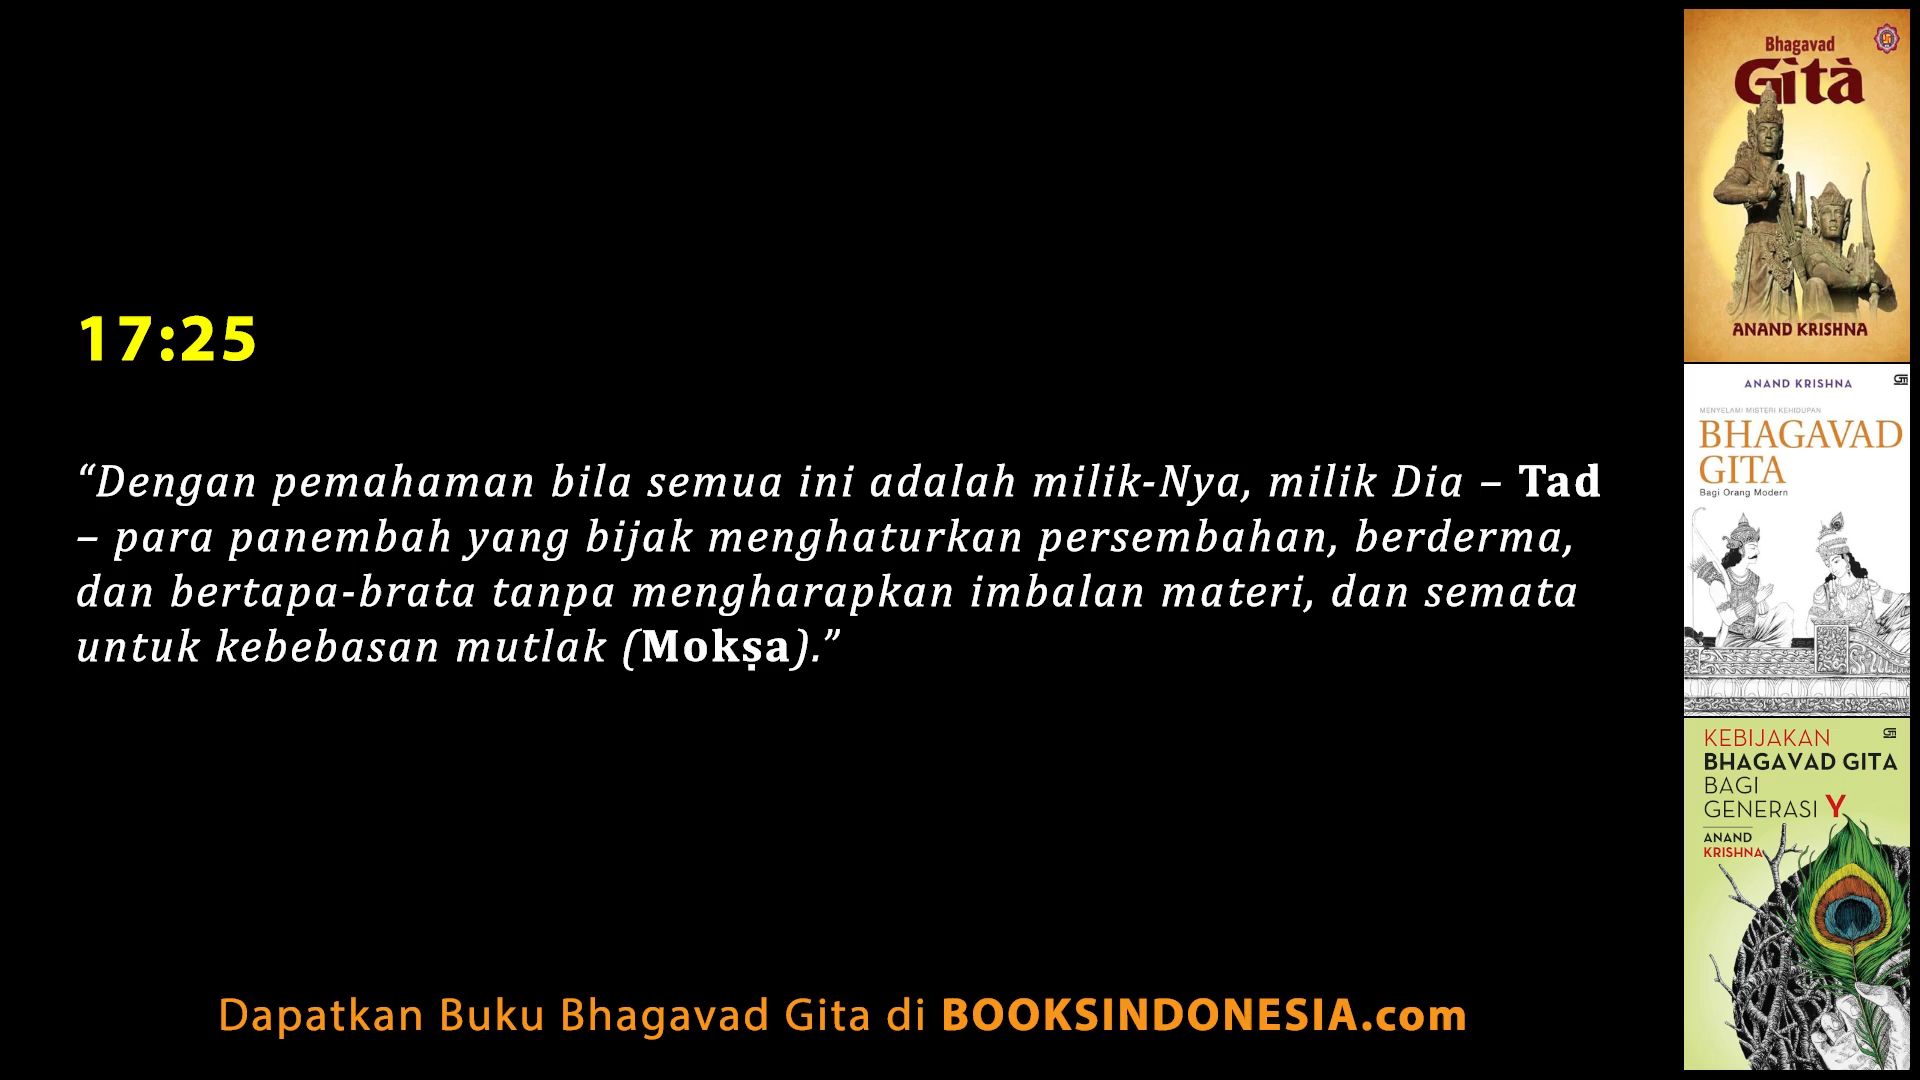 17:25
“Dengan pemahaman bila semua ini adalah milik-Nya, milik Dia – Tad
– para panembah yang bijak menghaturkan persembahan, berderma,
dan bertapa-brata tanpa mengharapkan imbalan materi, dan semata
untuk kebebasan mutlak (Mokṣa).”
Dapatkan Buku Bhagavad Gita di BOOKSINDONESIA.com
Bhagavad
Gità
ANAND KRISHNA
ANAND KRISHNA
MENYELAMI MISTERI KEHIDUPAN
BHAGAVAD
GITA
Bagi Orang Modern
KEBIJAKAN
BHAGAVAD GITA
BAGI
GENERASI Y
ANAND
KRISHNA